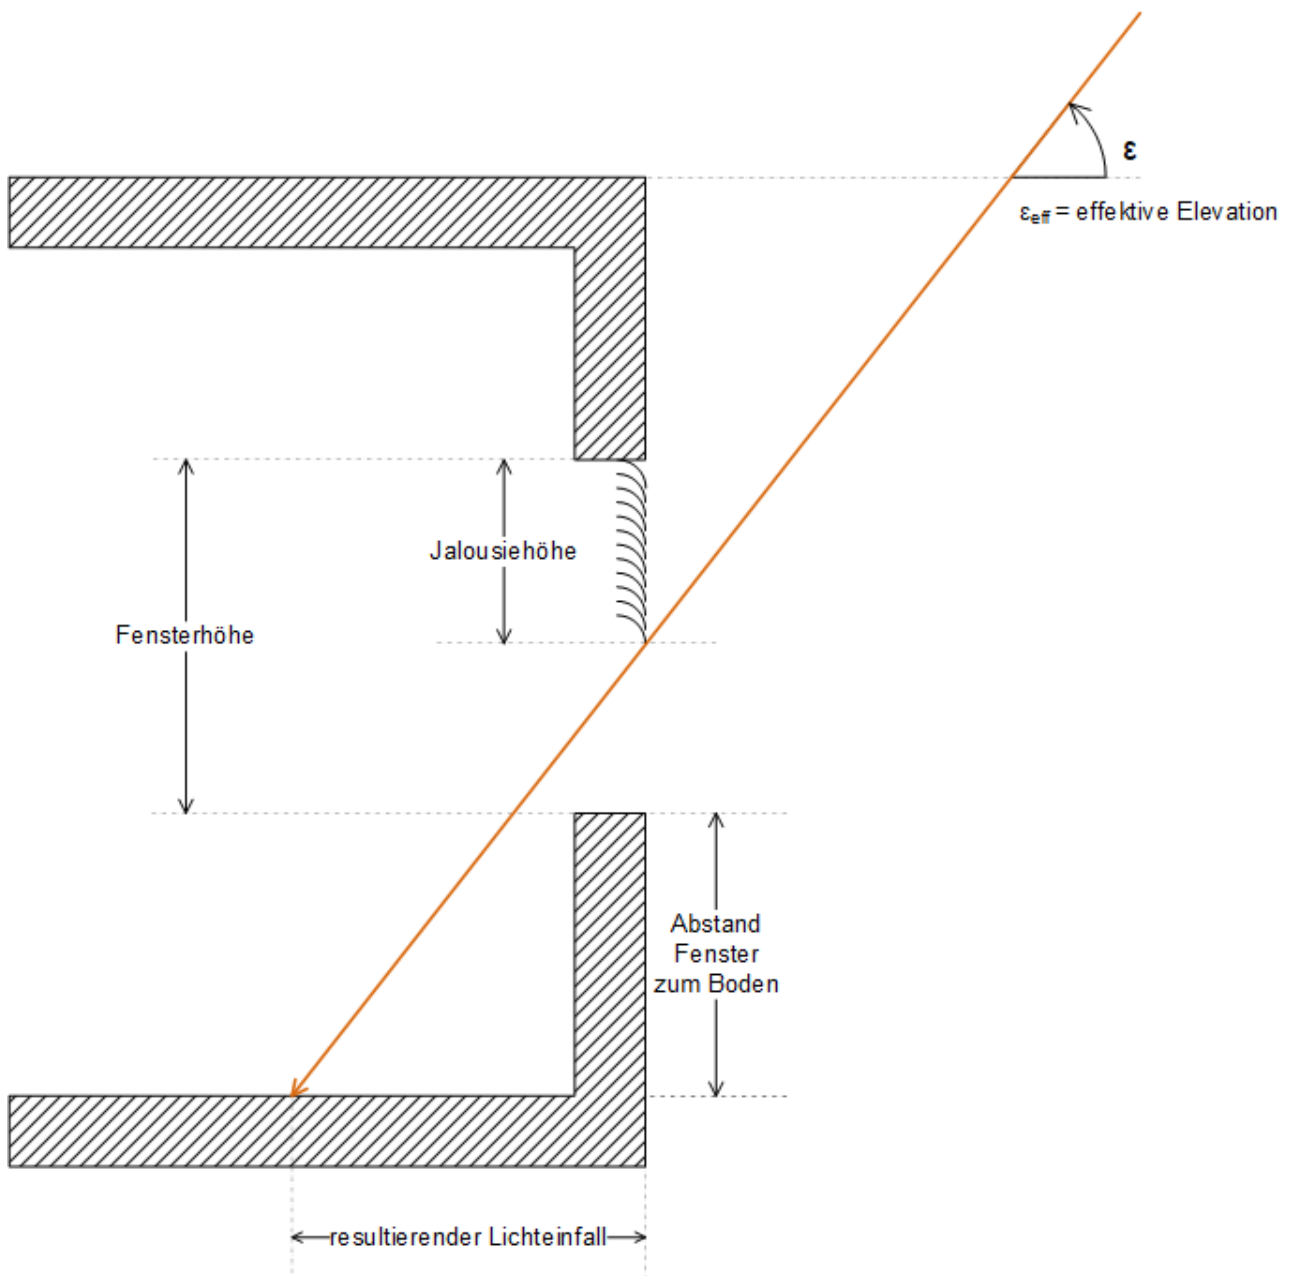 ε
εeff = effektive Elevation
Jalousiehöhe
Fensterhöhe
Abstand
Fenster
zum Boden
resultierender Lichteinfall